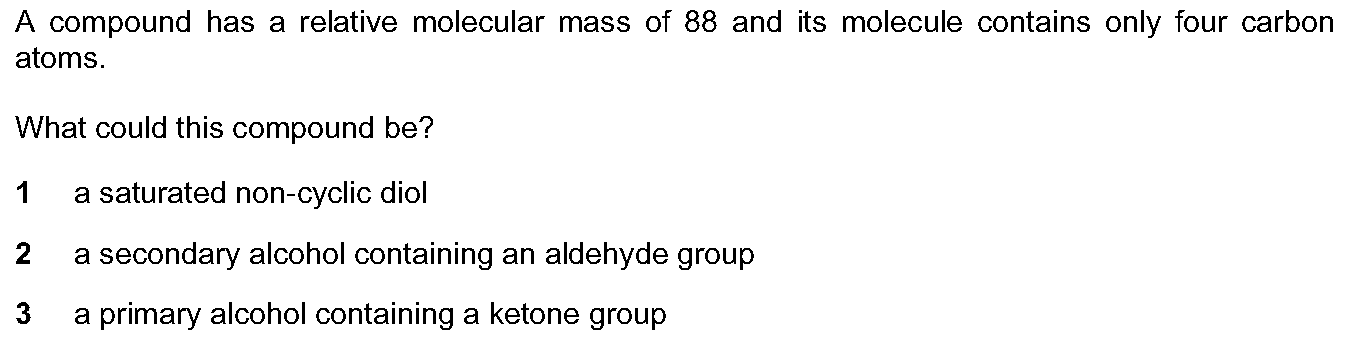 A compound has a relative molecular mass of 88 and its molecule contains only four carbon
atoms.
What could this compound be?
1 a saturated non-cyclic diol
2 a secondary alcohol containing an aldehyde group
3 a primary alcohol containing a ketone group